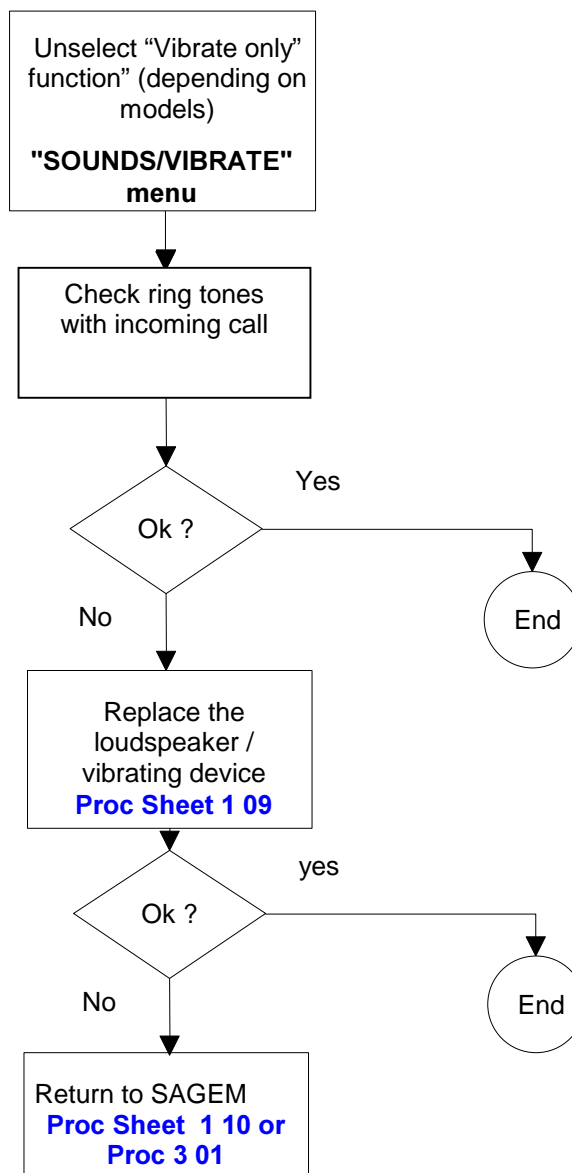 Unselect “Vibrate only”
function” (depending on
models)
"SOUNDS/VIBRATE"
menu
Check ring tones
with incoming call
Yes
Ok ?
End
No
Replace the
loudspeaker /
vibrating device
Proc Sheet 1 09
yes
Ok ?
End
No
Return to SAGEM
Proc Sheet 1 10 or
Proc 3 01